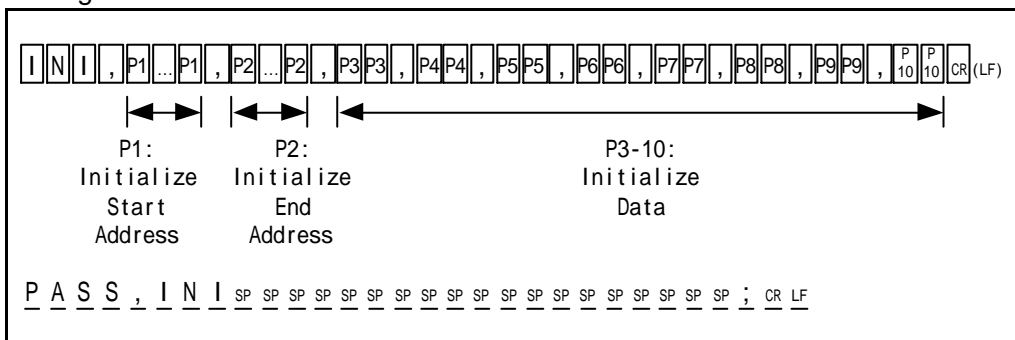 I N I , P1 ... P1 , P2 ... P2 , P3 P3 , P4 P4 , P5 P5 , P6 P6 , P7 P7 , P8 P8 , P9 P9 , P10 P10 CR (LF)
P1: P2: P3-10:
Initialize Initialize Initialize
Start End Data
Address Address
P A S S , I N I SP SP SP SP SP SP SP SP SP SP SP SP SP SP SP SP SP SP SP ; CR LF